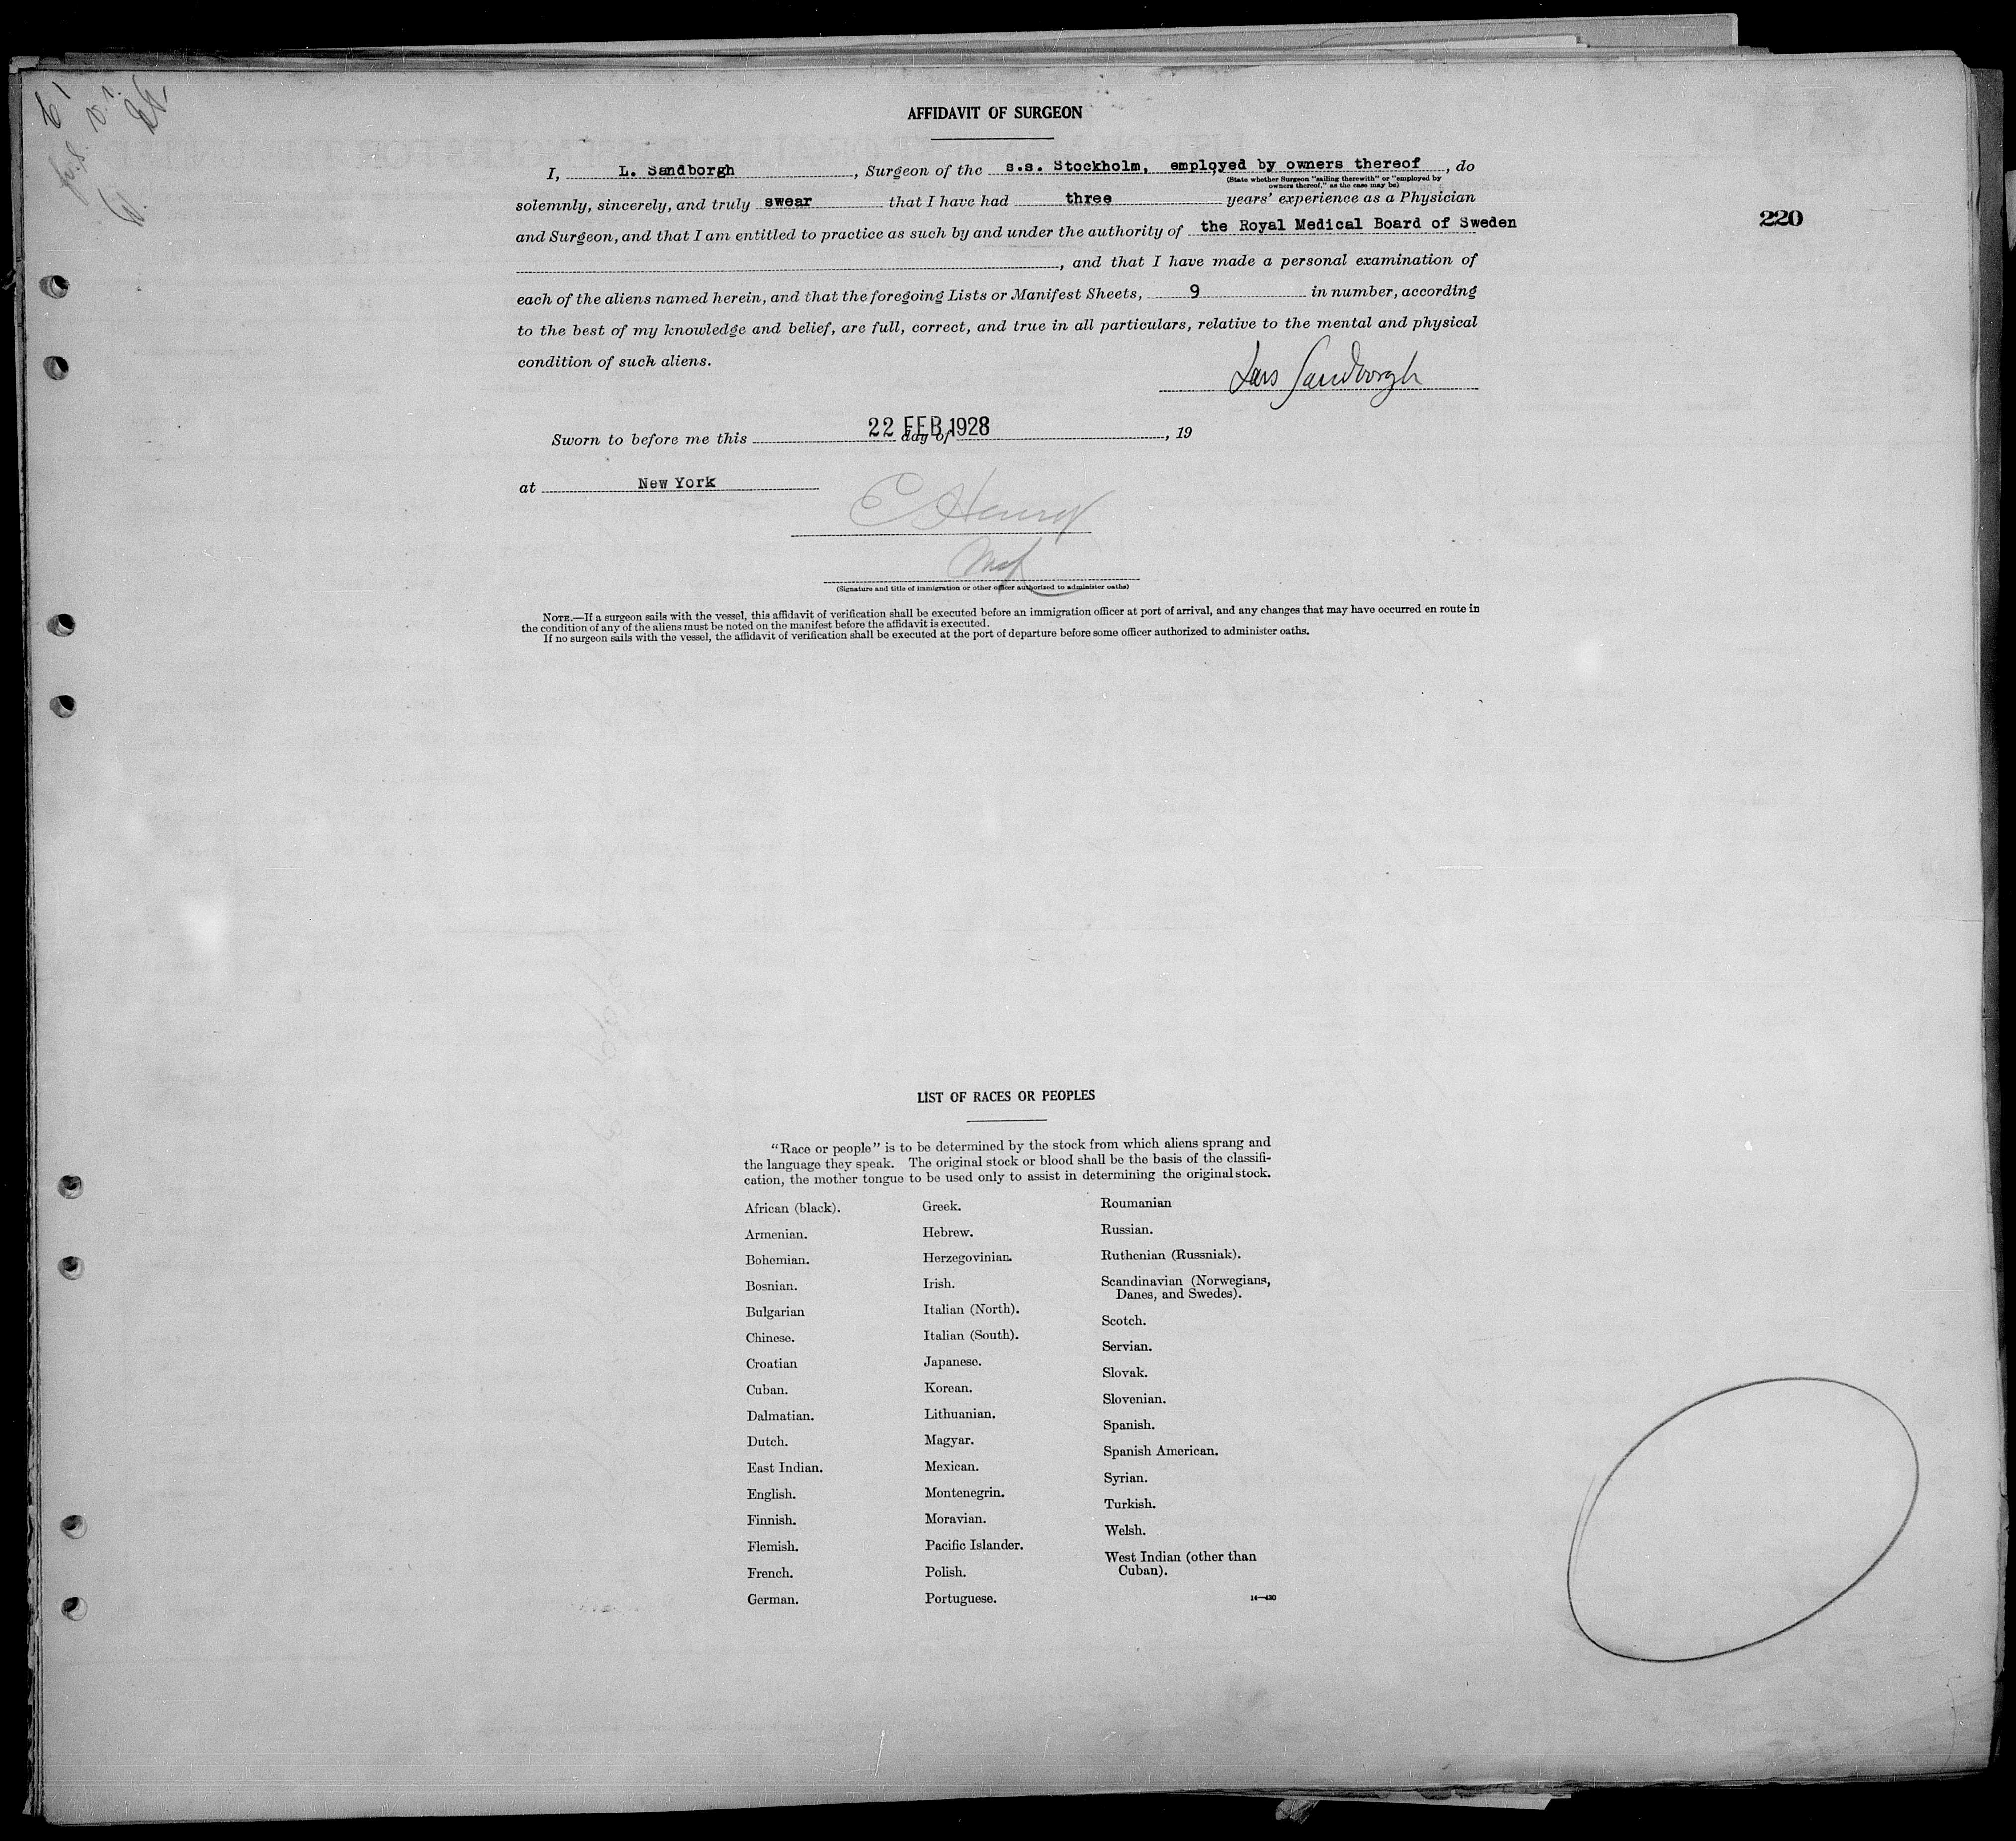 AFFIDAVIT OF SURGEON
I, L. Sandborgh, Surgeon of the s.s. Stockholm, employed by owners thereof, do
(State whether Surgeon "sailing therewith" or "employed by
owners thereof," as the case may be)
solemnly, sincerely, and truly swear that I have had three years' experience as a Physician
220
and Surgeon, and that I am entitled to practice as such by and under the authority of the Royal Medical Board of Sweden
, and that I have made a personal examination of
each of the aliens named herein, and that the foregoing Lists or Manifest Sheets, 9 in number, according
to the best of my knowledge and belief, are full, correct, and true in all particulars, relative to the mental and physical
condition of such aliens.
Lars Sandborgh
Sworn to before me this 22 FEB 1928 day of , 19
at New York
(Signature and title of immigration or other officer authorized to administer oaths)
NOTE.—If a surgeon sails with the vessel, this affidavit of verification shall be executed before an immigration officer at port of arrival, and any changes that may have occurred en route in
the condition of any of the aliens must be noted on the manifest before the affidavit is executed.
If no surgeon sails with the vessel, the affidavit of verification shall be executed at the port of departure before some officer authorized to administer oaths.
LIST OF RACES OR PEOPLES
"Race or people" is to be determined by the stock from which aliens sprang and
the language they speak. The original stock or blood shall be the basis of the classifi-
cation, the mother tongue to be used only to assist in determining the original stock.
African (black).
Armenian.
Bohemian.
Bosnian.
Bulgarian
Chinese.
Croatian
Cuban.
Dalmatian.
Dutch.
East Indian.
English.
Finnish.
Flemish.
French.
German.
Greek.
Hebrew.
Herzegovinian.
Irish.
Italian (North).
Italian (South).
Japanese.
Korean.
Lithuanian.
Magyar.
Mexican.
Montenegrin.
Moravian.
Pacific Islander.
Polish.
Portuguese.
Roumanian
Russian.
Ruthenian (Russniak).
Scandinavian (Norwegians,
Danes, and Swedes).
Scotch.
Servian.
Slovak.
Slovenian.
Spanish.
Spanish American.
Syrian.
Turkish.
Welsh.
West Indian (other than
Cuban).
14—430